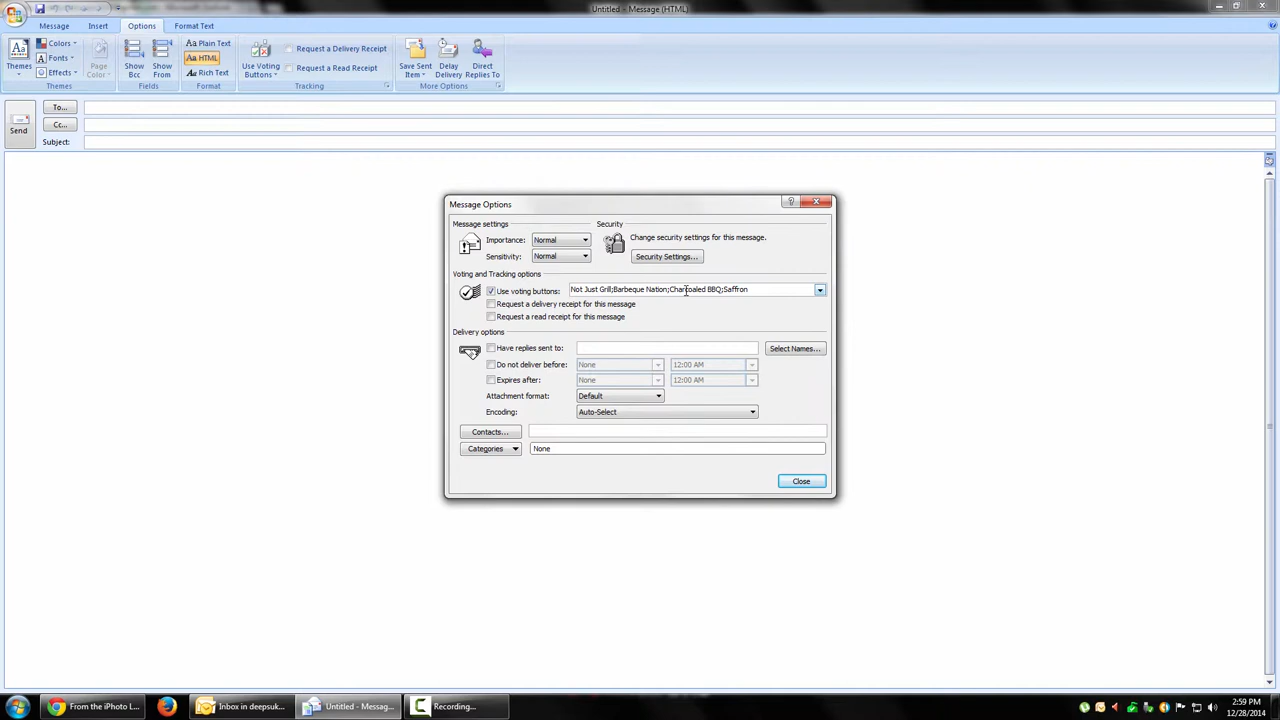 Untitled - Message (HTML)
Message Insert Options Format Text
Themes Colors Fonts Effects Page Color
Show Bcc Show From
Plain Text HTML Rich Text
Use Voting Buttons Request a Delivery Receipt Request a Read Receipt
Save Sent Item Delay Delivery Direct Replies To
Themes Fields Format Tracking More Options
Send To...
Cc...
Subject:
Message Options
Message settings Security
Importance: Normal Change security settings for this message.
Sensitivity: Normal Security Settings...
Voting and Tracking options
Use voting buttons: Not Just Grill;Barbeque Nation;Charcoaled BBQ;Saffron
Request a delivery receipt for this message
Request a read receipt for this message
Delivery options
Have replies sent to: Select Names...
Do not deliver before: None 12:00 AM
Expires after: None 12:00 AM
Attachment format: Default
Encoding: Auto-Select
Contacts...
Categories None
Close
From the iPhoto L... Inbox in deepsuk... Untitled - Messag... Recording... 2:59 PM
12/28/2014